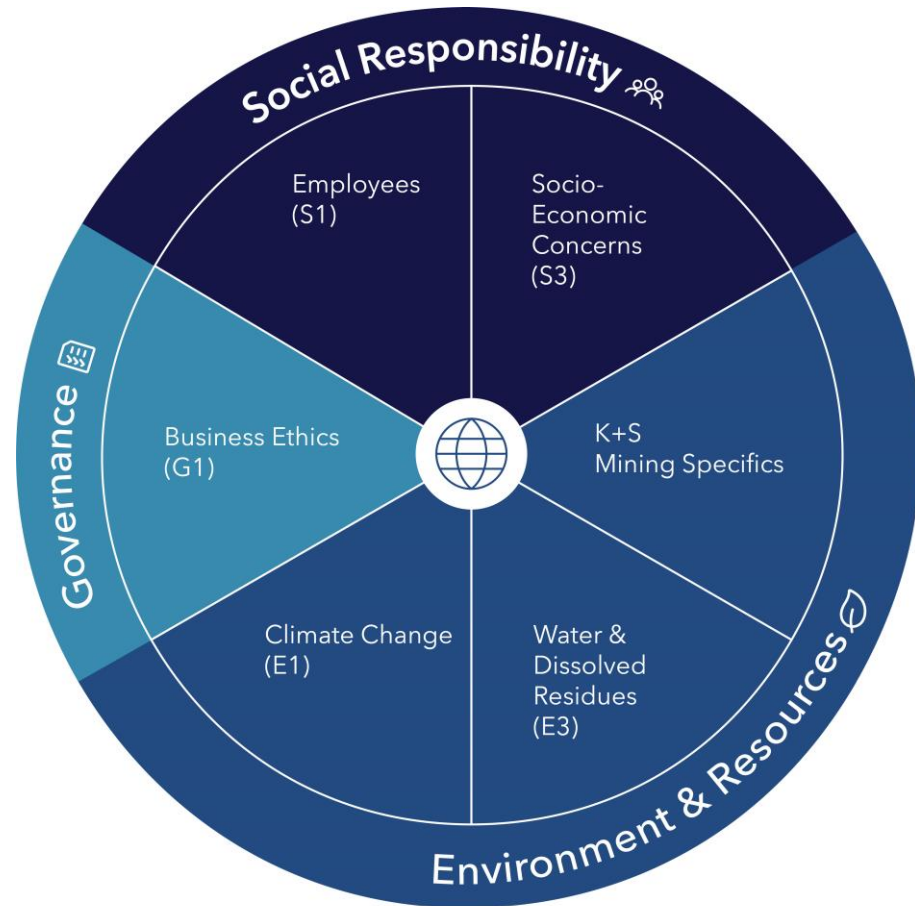 Social Responsibility
Employees
(S1)
Socio-
Economic
Concerns
(S3)
Governance
Business Ethics
(G1)
K+S
Mining Specifics
Climate Change
(E1)
Water &
Dissolved
Residues
(E3)
Environment & Resources